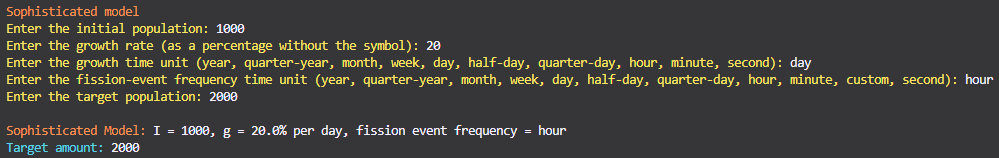 Sophisticated model
Enter the initial population: 1000
Enter the growth rate (as a percentage without the symbol): 20
Enter the growth time unit (year, quarter-year, month, week, day, half-day, quarter-day, hour, minute, second): day
Enter the fission-event frequency time unit (year, quarter-year, month, week, day, half-day, quarter-day, hour, minute, custom, second): hour
Enter the target population: 2000
Sophisticated Model: I = 1000, g = 20.0% per day, fission event frequency = hour
Target amount: 2000